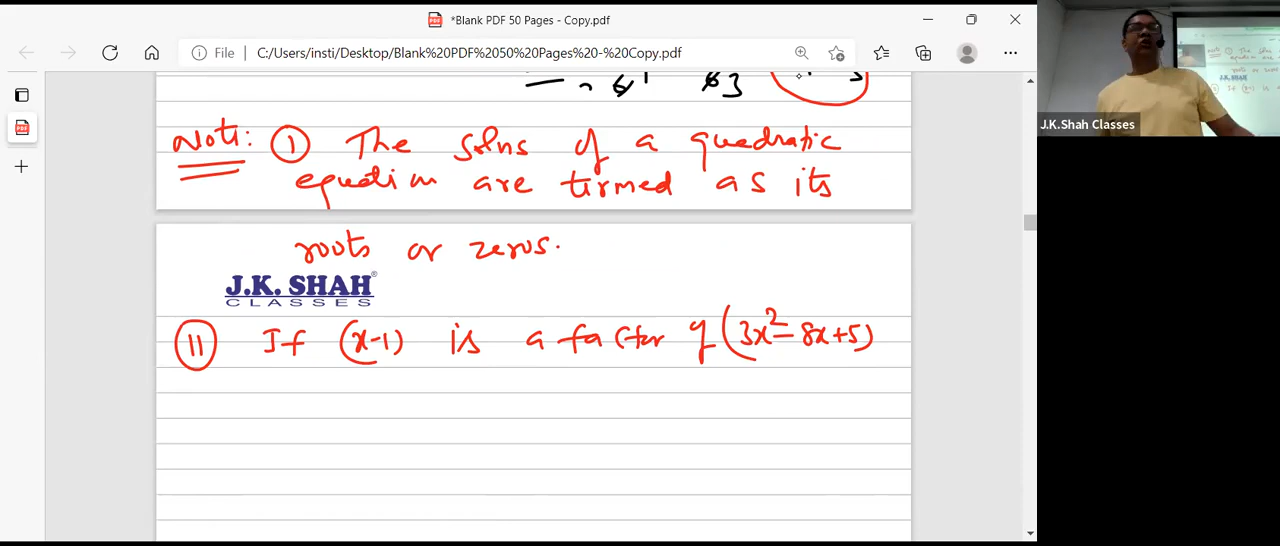 *Blank PDF 50 Pages - Copy.pdf
File C:/Users/insti/Desktop/Blank%20PDF%2050%20Pages%20-%20Copy.pdf
Note: ① The solns of a quadratic
equation are tirmed as its
roots or zeros.
J.K. SHAH®
CLASSES
11 If (x-1) is a factor of (3x²-8x+5)
J.K.Shah Classes